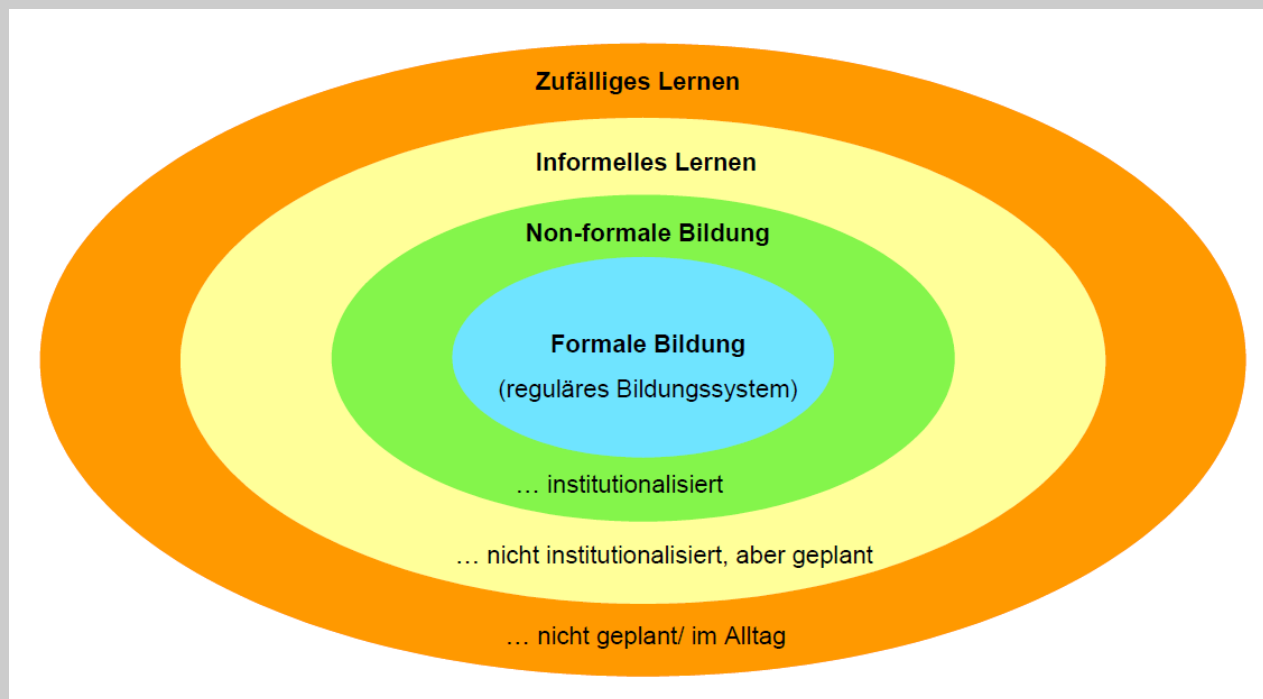 Zufälliges Lernen
Informelles Lernen
Non-formale Bildung
Formale Bildung
(reguläres Bildungssystem)
… institutionalisiert
… nicht institutionalisiert, aber geplant
… nicht geplant/ im Alltag